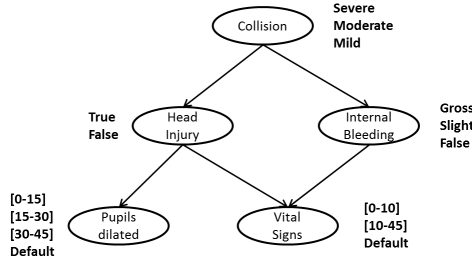 Collision
Severe
Moderate
Mild
True
False
Head
Injury
Internal
Bleeding
Gross
Slight
False
[0-15]
[15-30]
[30-45]
Default
Pupils
dilated
Vital
Signs
[0-10]
[10-45]
Default